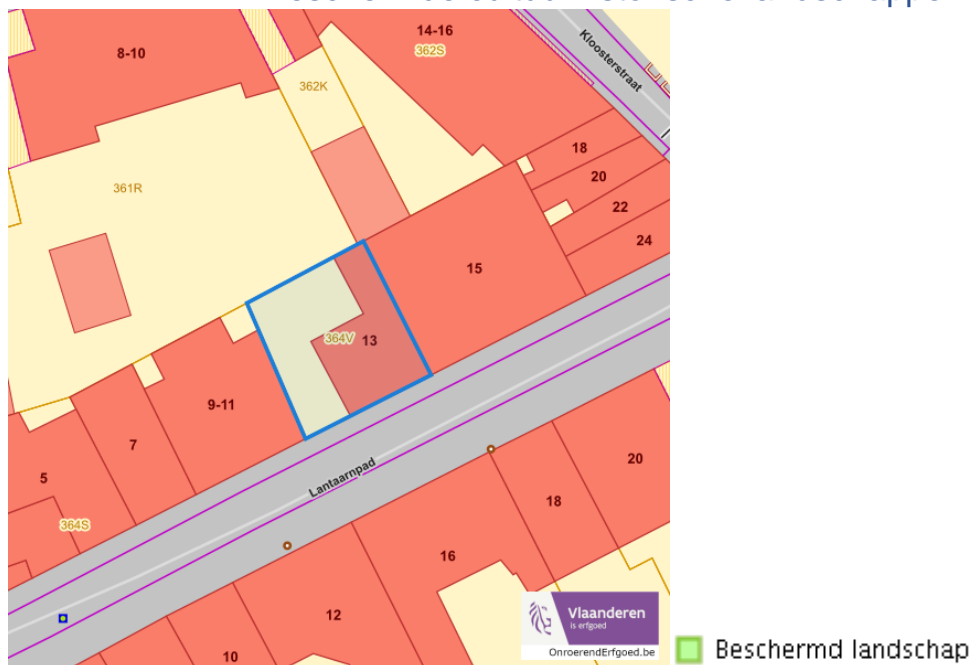 8-10
14-16
362S
Kloosterstraat
362K
18
361R
20
22
24
15
364V
13
9-11
7
5
Lantaarnpad
20
364S
18
16
12
10
Vlaanderen
is erfgoed
OnroerendErfgoed.be
Beschermd landschap